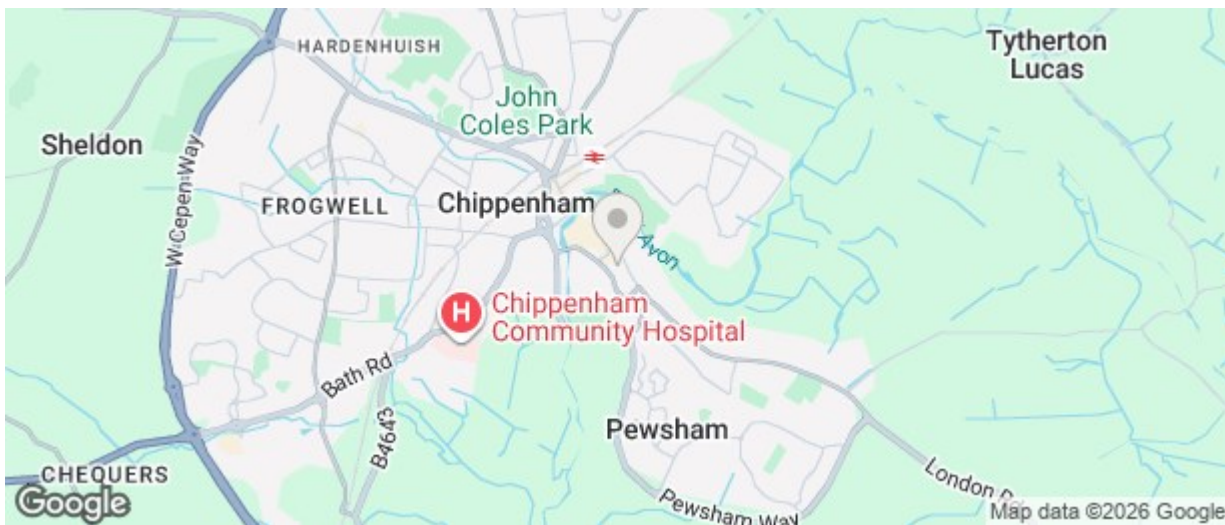 HARDENHUISH
Tytherton
Lucas
John
Coles Park
Sheldon
W Cepen Way
FROGWELL
Chippenham
Avon
H
Chippenham
Community Hospital
Bath Rd
B4643
Pewsham
CHEQUERS
London
Pewsham Way
Google
Map data ©2026 Google